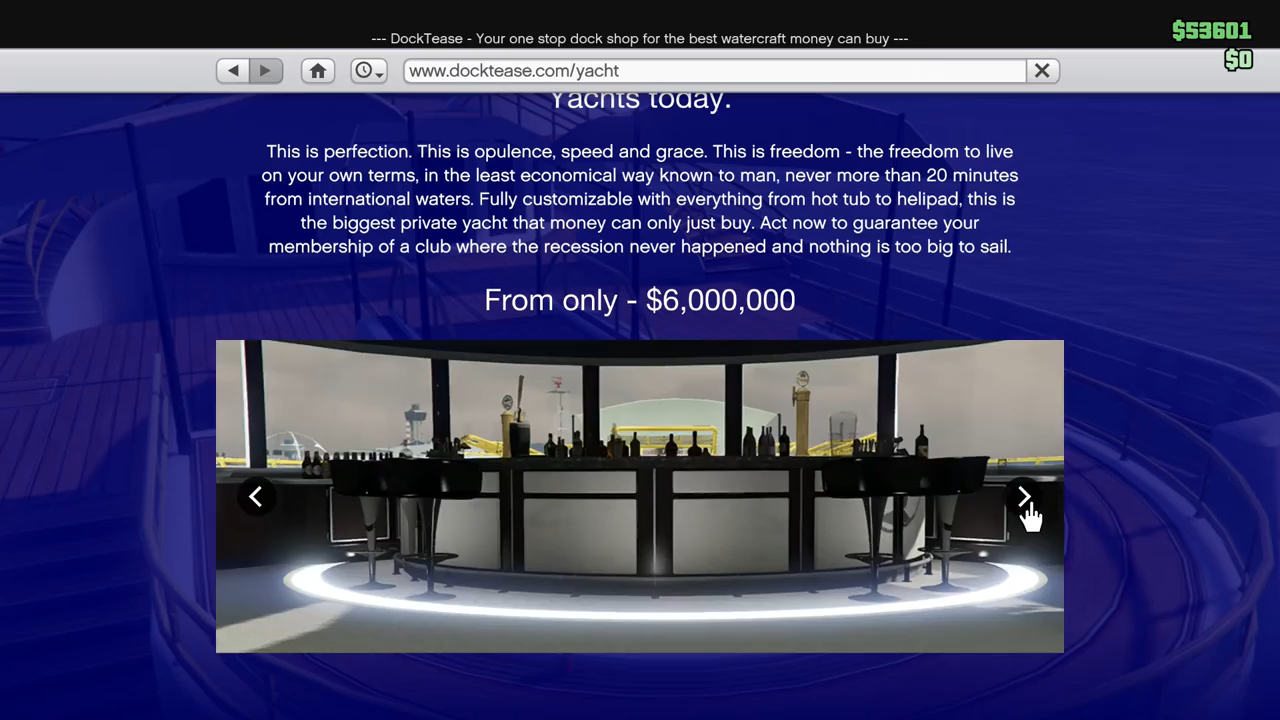 --- DockTease - Your one stop dock shop for the best watercraft money can buy ---
$53601
$0
www.docktease.com/yacht
Yachts today.
This is perfection. This is opulence, speed and grace. This is freedom - the freedom to live
on your own terms, in the least economical way known to man, never more than 20 minutes
from international waters. Fully customizable with everything from hot tub to helipad, this is
the biggest private yacht that money can only just buy. Act now to guarantee your
membership of a club where the recession never happened and nothing is too big to sail.
From only - $6,000,000